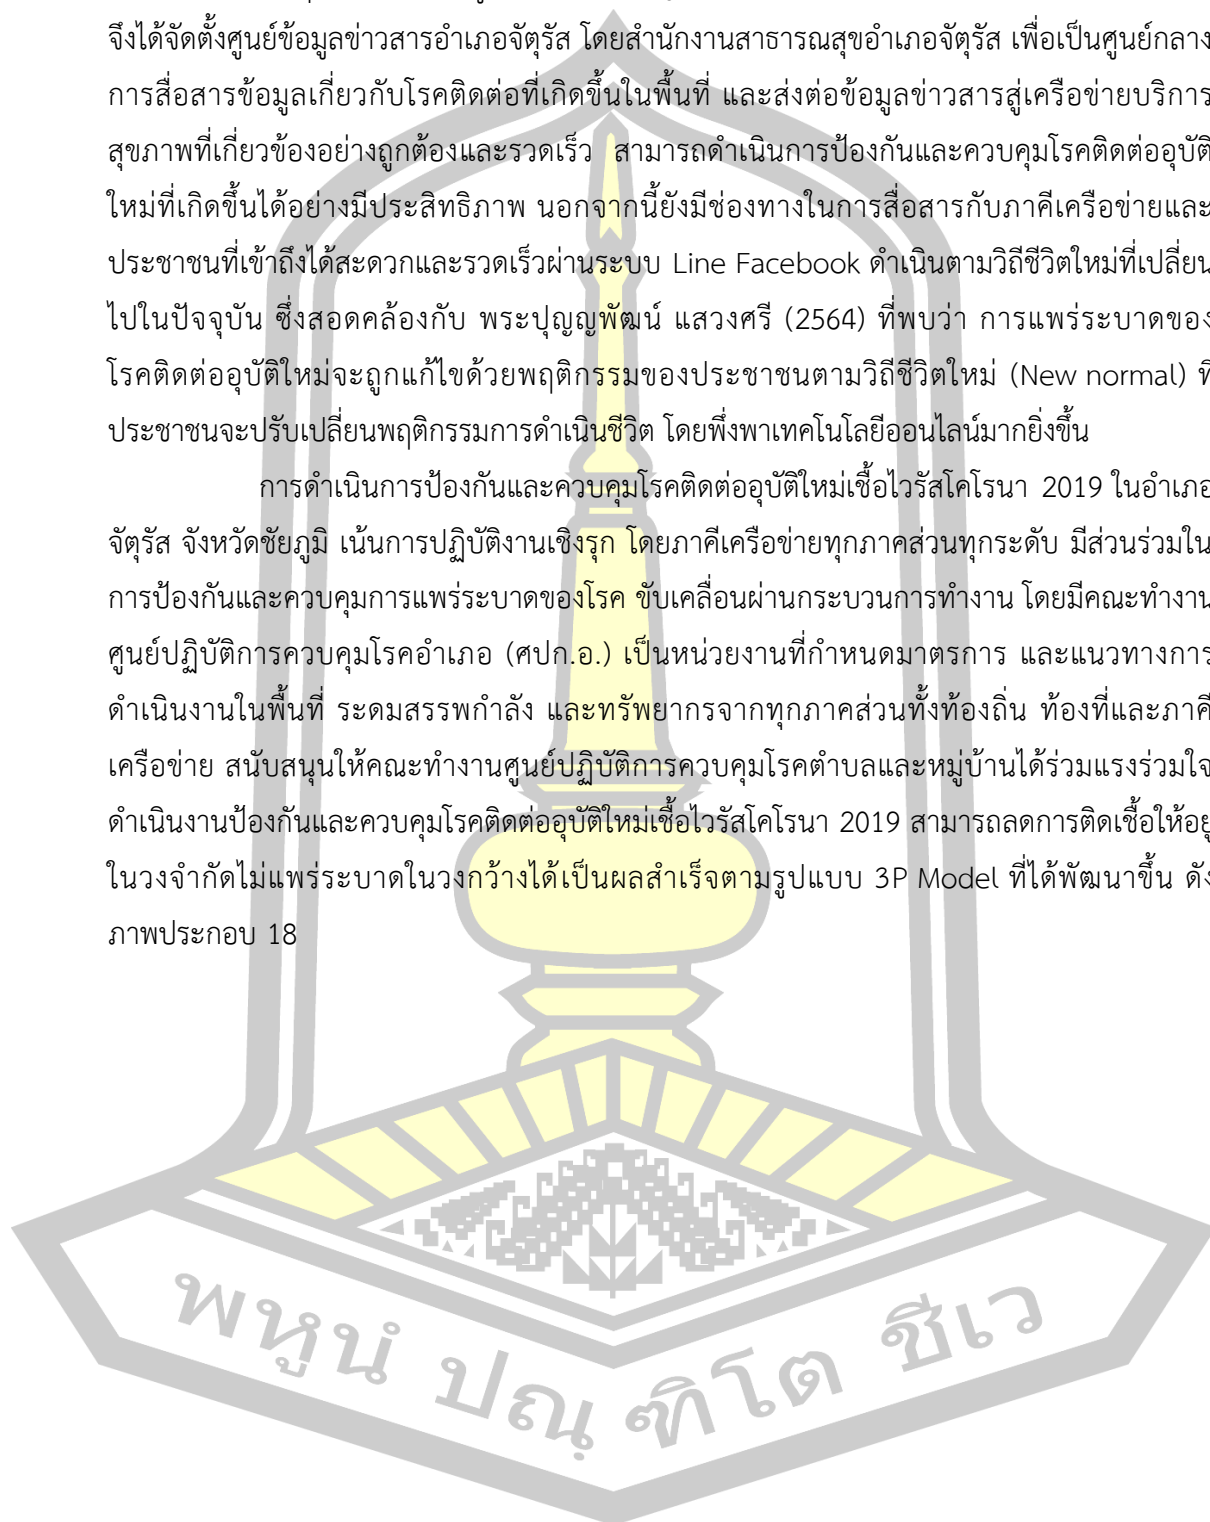 จึงได้จัดตั้งศูนย์ข้อมูลข่าวสารอำเภอจัตุรัส โดยสำนักงานสาธารณสุขอำเภอจัตุรัส เพื่อเป็นศูนย์กลาง
การสื่อสารข้อมูลเกี่ยวกับโรคติดต่อที่เกิดขึ้นในพื้นที่ และส่งต่อข้อมูลข่าวสารสู่เครือข่ายบริการ
สุขภาพที่เกี่ยวข้องอย่างถูกต้องและรวดเร็ว สามารถดำเนินการป้องกันและควบคุมโรคติดต่ออุบัติ
ใหม่ที่เกิดขึ้นได้อย่างมีประสิทธิภาพ นอกจากนี้ยังมีช่องทางในการสื่อสารกับภาคีเครือข่ายและ
ประชาชนที่เข้าถึงได้สะดวกและรวดเร็วผ่านระบบ Line Facebook ดำเนินตามวิถีชีวิตใหม่ที่เปลี่ยน
ไปในปัจจุบัน ซึ่งสอดคล้องกับ พระปุญญพัฒน์ แสวงศรี (2564) ที่พบว่า การแพร่ระบาดของ
โรคติดต่ออุบัติใหม่จะถูกแก้ไขด้วยพฤติกรรมของประชาชนตามวิถีชีวิตใหม่ (New normal) ที่
ประชาชนจะปรับเปลี่ยนพฤติกรรมการดำเนินชีวิต โดยพึ่งพาเทคโนโลยีออนไลน์มากยิ่งขึ้น
การดำเนินการป้องกันและควบคุมโรคติดต่ออุบัติใหม่เชื้อไวรัสโคโรนา 2019 ในอำเภอ
จัตุรัส จังหวัดชัยภูมิ เน้นการปฏิบัติงานเชิงรุก โดยภาคีเครือข่ายทุกภาคส่วนทุกระดับ มีส่วนร่วมใน
การป้องกันและควบคุมการแพร่ระบาดของโรค ขับเคลื่อนผ่านกระบวนการทำงาน โดยมีคณะทำงาน
ศูนย์ปฏิบัติการควบคุมโรคอำเภอ (ศปก.อ.) เป็นหน่วยงานที่กำหนดมาตรการ และแนวทางการ
ดำเนินงานในพื้นที่ ระดมสรรพกำลัง และทรัพยากรจากทุกภาคส่วนทั้งท้องถิ่น ท้องที่และภาคี
เครือข่าย สนับสนุนให้คณะทำงานศูนย์ปฏิบัติการควบคุมโรคตำบลและหมู่บ้านได้ร่วมแรงร่วมใจ
ดำเนินงานป้องกันและควบคุมโรคติดต่ออุบัติใหม่เชื้อไวรัสโคโรนา 2019 สามารถลดการติดเชื้อให้อยู่
ในวงจำกัดไม่แพร่ระบาดในวงกว้างได้เป็นผลสำเร็จตามรูปแบบ 3P Model ที่ได้พัฒนาขึ้น ดัง
ภาพประกอบ 18
พหูนํ ปณฺฑิโต ชีเว